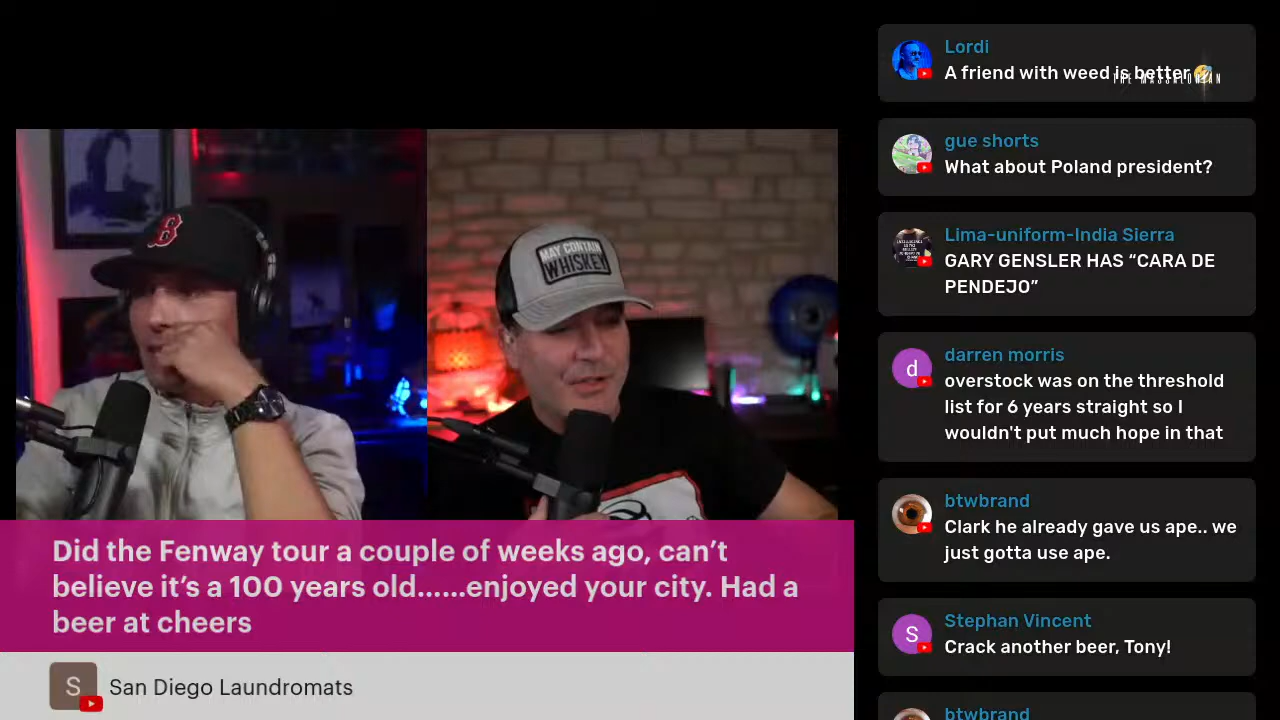 B
MAY CONTAIN
WHISKEY
Did the Fenway tour a couple of weeks ago, can’t
believe it’s a 100 years old......enjoyed your city. Had a
beer at cheers
S
San Diego Laundromats
Lordi
A friend with weed is better 🤣
gue shorts
What about Poland president?
Lima-uniform-India Sierra
GARY GENSLER HAS “CARA DE
PENDEJO”
d
darren morris
overstock was on the threshold
list for 6 years straight so I
wouldn't put much hope in that
btwbrand
Clark he already gave us ape.. we
just gotta use ape.
S
Stephan Vincent
Crack another beer, Tony!
btwbrand